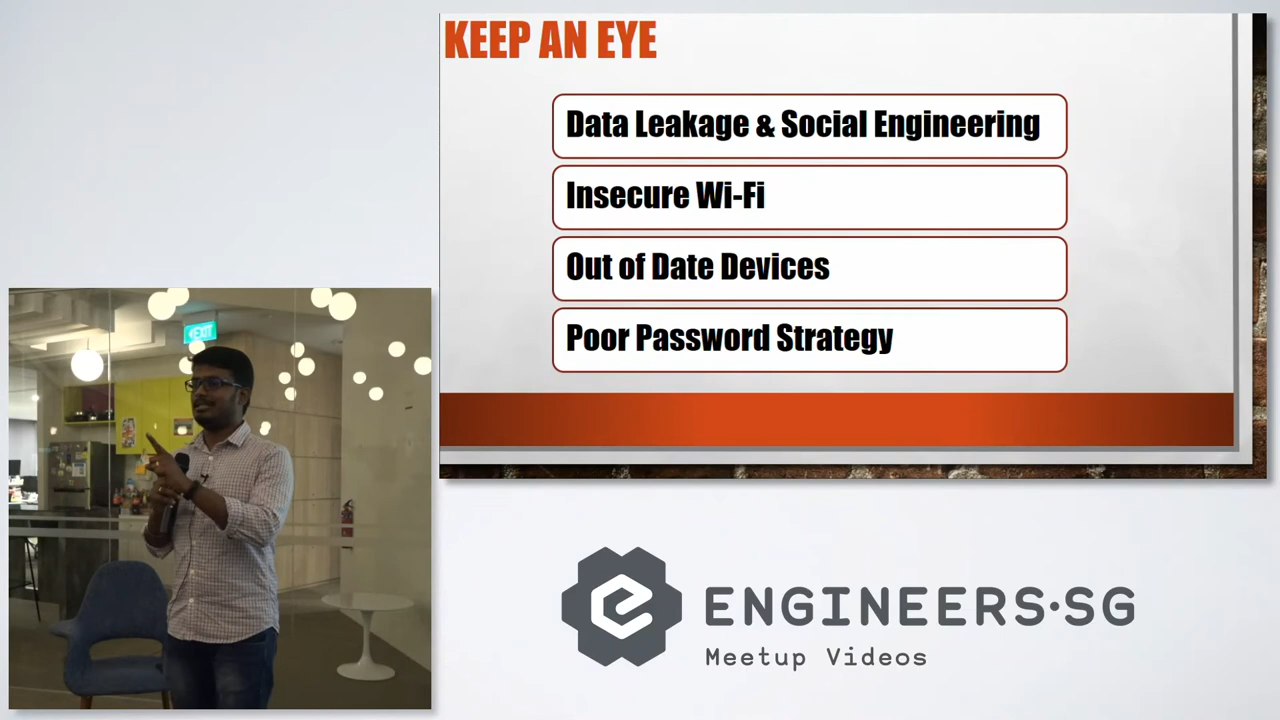 KEEP AN EYE
Data Leakage & Social Engineering
Insecure Wi-Fi
Out of Date Devices
Poor Password Strategy
EXIT
ENGINEERS·SG
Meetup Videos